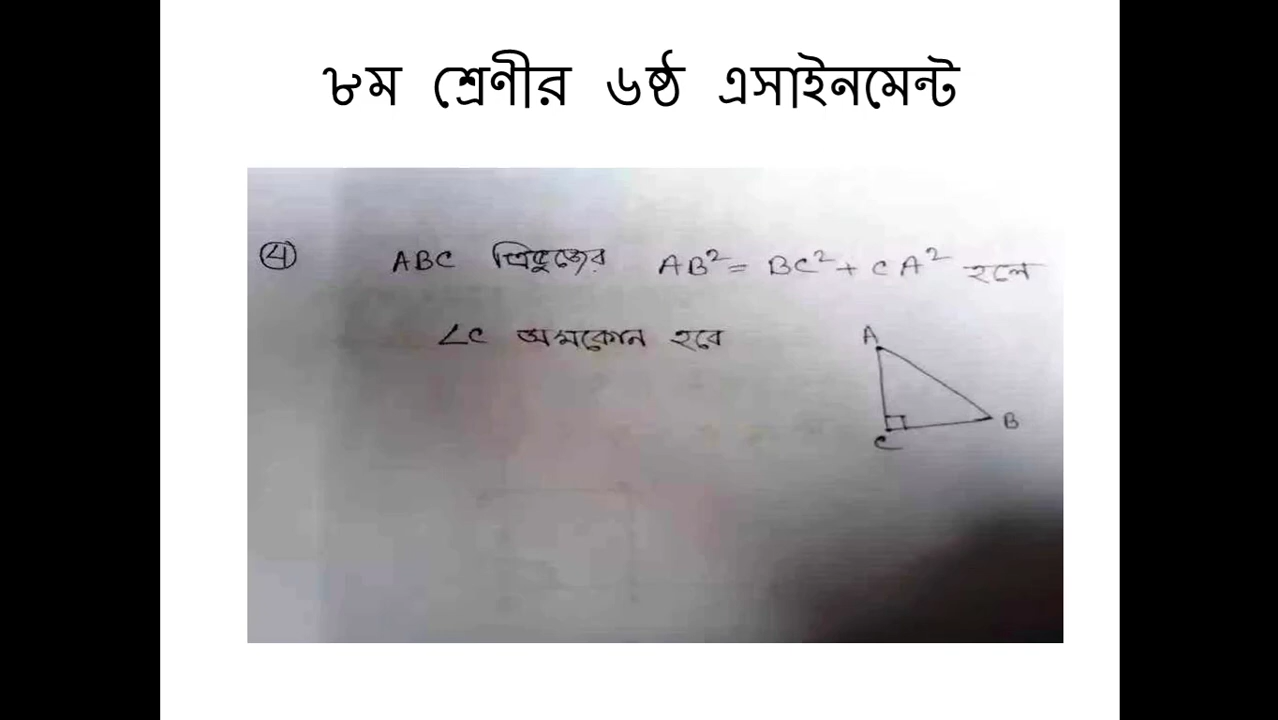 ৮ম শ্রেণীর ৬ষ্ঠ এসাইনমেন্ট
④ ABC ত্রিভুজের AB² = BC² + CA² হলে
∠C সমকোন হবে
A
B
C